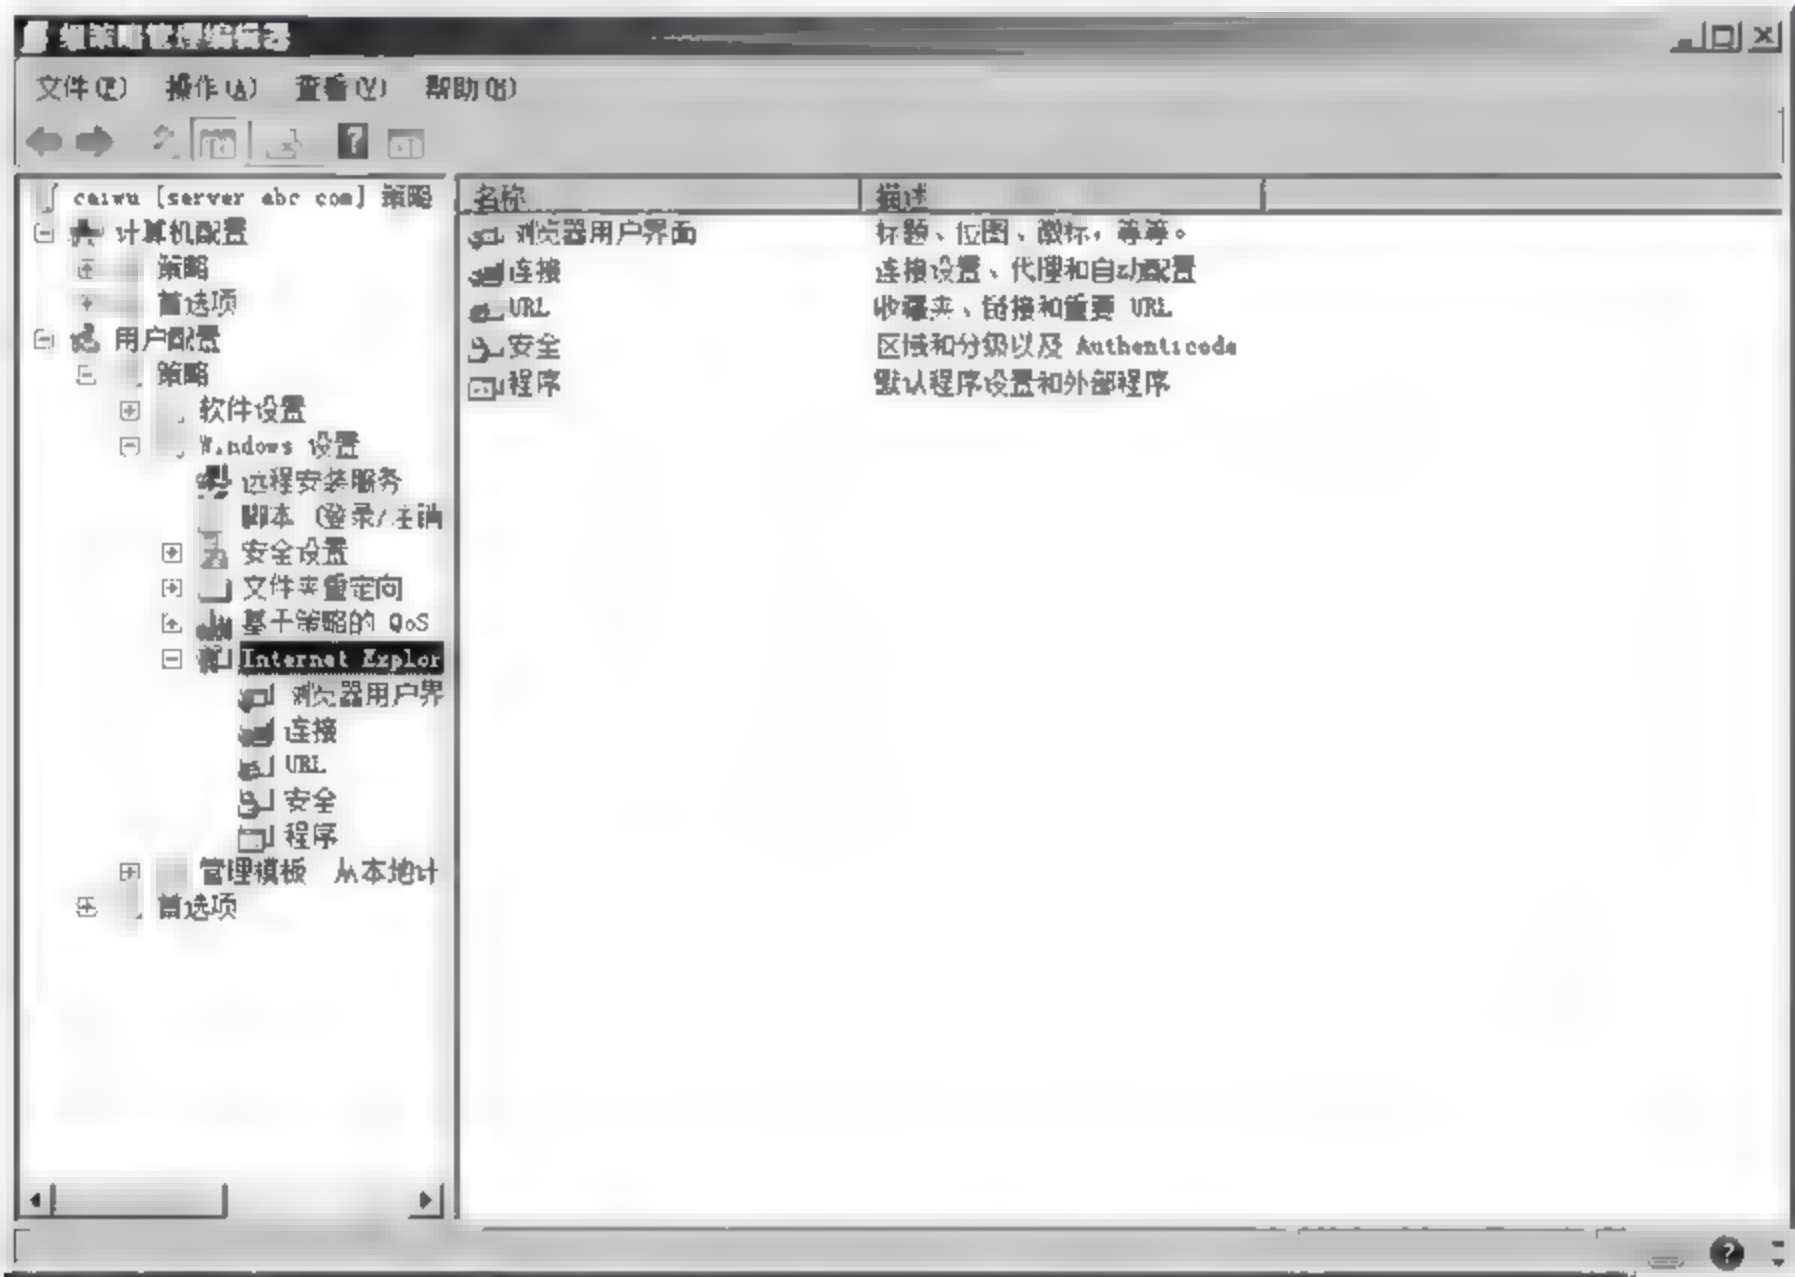 组策略管理编辑器
文件(F) 操作(A) 查看(V) 帮助(H)
caiwu [server abc com] 策略
计算机配置
策略
首选项
用户配置
策略
软件设置
Windows 设置
远程安装服务
脚本 (登录/注销
安全设置
文件夹重定向
基于策略的 QoS
Internet Explor
浏览器用户界
连接
URL
安全
程序
管理模板 从本地计
首选项
名称 描述
浏览器用户界面 标题、位图、徽标，等等。
连接 连接设置、代理和自动配置
URL 收藏夹、链接和重要 URL
安全 区域和分级以及 Authenticode
程序 默认程序设置和外部程序